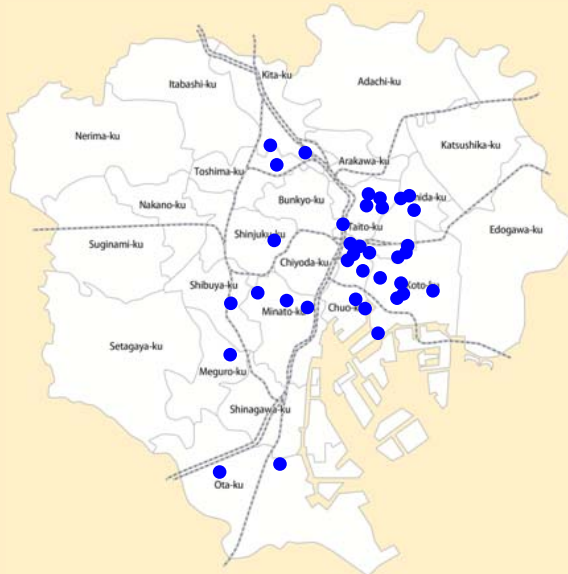 Kita-ku
Adachi-ku
Itabashi-ku
Nerima-ku
Katsushika-ku
Arakawa-ku
Toshima-ku
Bunkyo-ku
ida-ku
Nakano-ku
Taito-ku
Edogawa-ku
Shinjuku-ku
Suginami-ku
Chiyoda-ku
Shibuya-ku
Koto-ku
Chuo-k
Minato-ku
Setagaya-ku
Meguro-ku
Shinagawa-ku
Ota-ku